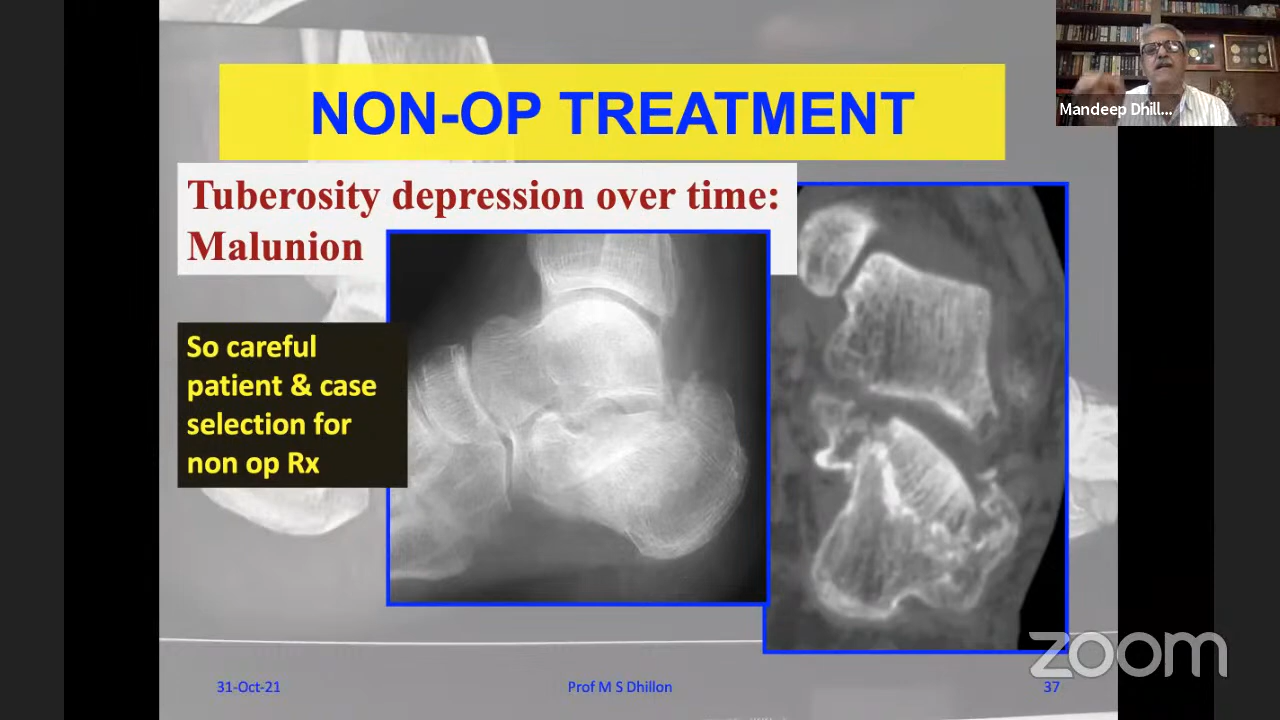 NON-OP TREATMENT
Mandeep Dhill...
Tuberosity depression over time:
Malunion
So careful
patient & case
selection for
non op Rx
zoom
31-Oct-21
Prof M S Dhillon
37